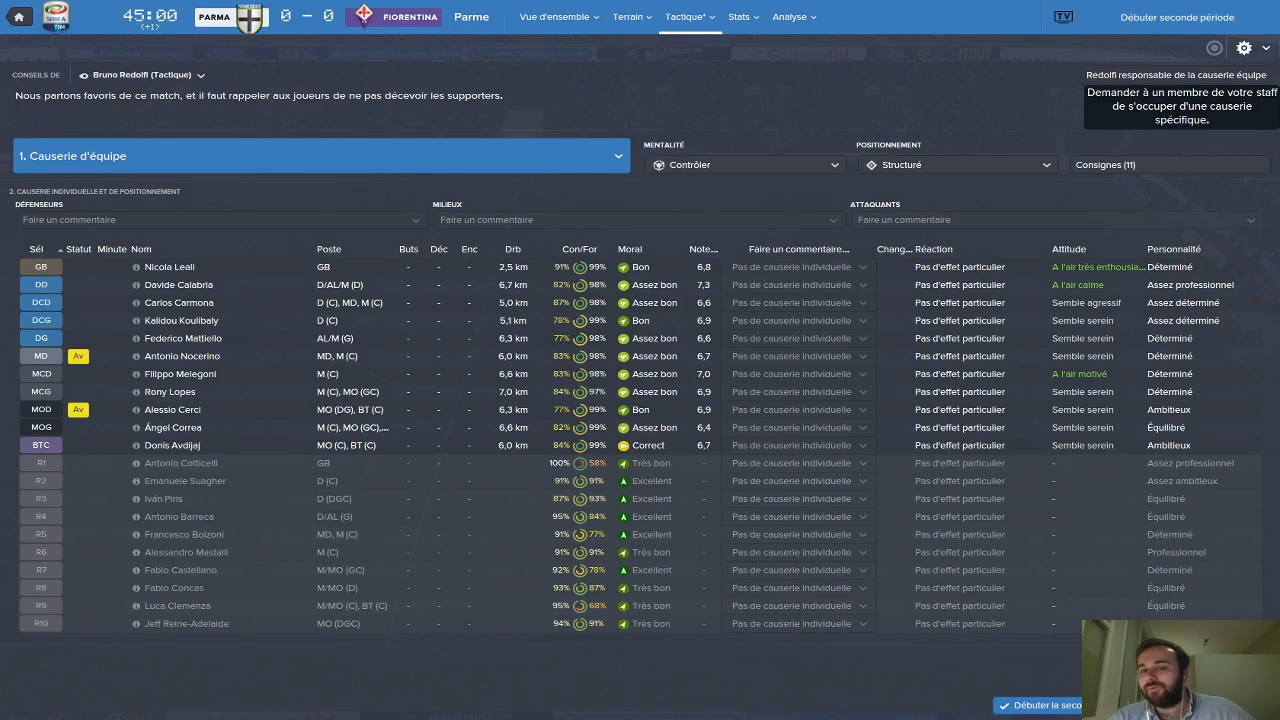 45:00 (+1) PARMA 0 – 0 FIORENTINA Parme Vue d'ensemble Terrain Tactique* Stats Analyse TV Débuter seconde période
SERIE A TIM
CONSEILS DE Bruno Redolfi (Tactique) Redolfi responsable de la causerie équipe
Nous partons favoris de ce match, et il faut rappeler aux joueurs de ne pas décevoir les supporters.
Demander à un membre de votre staff
de s'occuper d'une causerie
spécifique.
MENTALITÉ POSITIONNEMENT
1. Causerie d'équipe Contrôler Structuré Consignes (11)
2. CAUSERIE INDIVIDUELLE ET DE POSITIONNEMENT
DÉFENSEURS MILIEUX ATTAQUANTS
Faire un commentaire Faire un commentaire Faire un commentaire
Sél Statut Minute Nom Poste Buts Déc Enc Drb Con/For Moral Note... Faire un commentaire... Chang... Réaction Attitude Personnalité
GB Nicola Leali GB - - - 2,5 km 91% 99% Bon 6,8 Pas de causerie individuelle Pas d'effet particulier A l'air très enthousia... Déterminé
DD Davide Calabria D/AL/M (D) - - - 6,7 km 82% 98% Assez bon 7,3 Pas de causerie individuelle Pas d'effet particulier A l'air calme Assez professionnel
DCD Carlos Carmona D (C), MD, M (C) - - - 5,0 km 87% 98% Assez bon 6,6 Pas de causerie individuelle Pas d'effet particulier Semble agressif Assez déterminé
DCG Kalidou Koulibaly D (C) - - - 5,1 km 78% 99% Bon 6,9 Pas de causerie individuelle Pas d'effet particulier Semble serein Assez déterminé
DG Federico Mattiello AL/M (G) - - - 6,3 km 77% 98% Assez bon 6,6 Pas de causerie individuelle Pas d'effet particulier Semble serein Déterminé
MD Av Antonio Nocerino MD, M (C) - - - 6,0 km 83% 98% Assez bon 6,7 Pas de causerie individuelle Pas d'effet particulier Semble serein Déterminé
MCD Filippo Melegoni M (C) - - - 6,6 km 83% 98% Assez bon 7,0 Pas de causerie individuelle Pas d'effet particulier A l'air motivé Déterminé
MCG Rony Lopes M (C), MO (GC) - - - 7,0 km 84% 97% Assez bon 6,9 Pas de causerie individuelle Pas d'effet particulier Semble serein Déterminé
MOD Av Alessio Cerci MO (DG), BT (C) - - - 6,3 km 77% 99% Bon 6,9 Pas de causerie individuelle Pas d'effet particulier Semble serein Ambitieux
MOG Ángel Correa M (C), MO (GC),... - - - 6,6 km 82% 99% Assez bon 6,4 Pas de causerie individuelle Pas d'effet particulier Semble serein Équilibré
BTC Donis Avdijaj MO (C), BT (C) - - - 6,0 km 84% 99% Correct 6,7 Pas de causerie individuelle Pas d'effet particulier Semble serein Ambitieux
R1 Antonio Cotticelli GB - - - 100% 58% Très bon - Pas de causerie individuelle Pas d'effet particulier - Assez professionnel
R2 Emanuele Suagher D (C) - - - 91% 91% Excellent - Pas de causerie individuelle Pas d'effet particulier - Assez ambitieux
R3 Iván Piris D (DGC) - - - 87% 93% Excellent - Pas de causerie individuelle Pas d'effet particulier - Équilibré
R4 Antonio Barreca D/AL (G) - - - 95% 84% Excellent - Pas de causerie individuelle Pas d'effet particulier - Équilibré
R5 Francesco Bolzoni MD, M (C) - - - 91% 77% Excellent - Pas de causerie individuelle Pas d'effet particulier - Déterminé
R6 Alessandro Mastalli M (C) - - - 91% 91% Très bon - Pas de causerie individuelle Pas d'effet particulier - Professionnel
R7 Fabio Castellano M/MO (GC) - - - 92% 78% Excellent - Pas de causerie individuelle Pas d'effet particulier - Déterminé
R8 Fabio Concas M/MO (D) - - - 93% 87% Très bon - Pas de causerie individuelle Pas d'effet particulier - Équilibré
R9 Luca Clemenza M/MO (C), BT (C) - - - 95% 68% Très bon - Pas de causerie individuelle Pas d'effet particulier - Équilibré
R10 Jeff Reine-Adelaide MO (DGC) - - - 94% 91% Très bon - Pas de causerie individuelle Pas d'effet particulier -
Débuter la seco